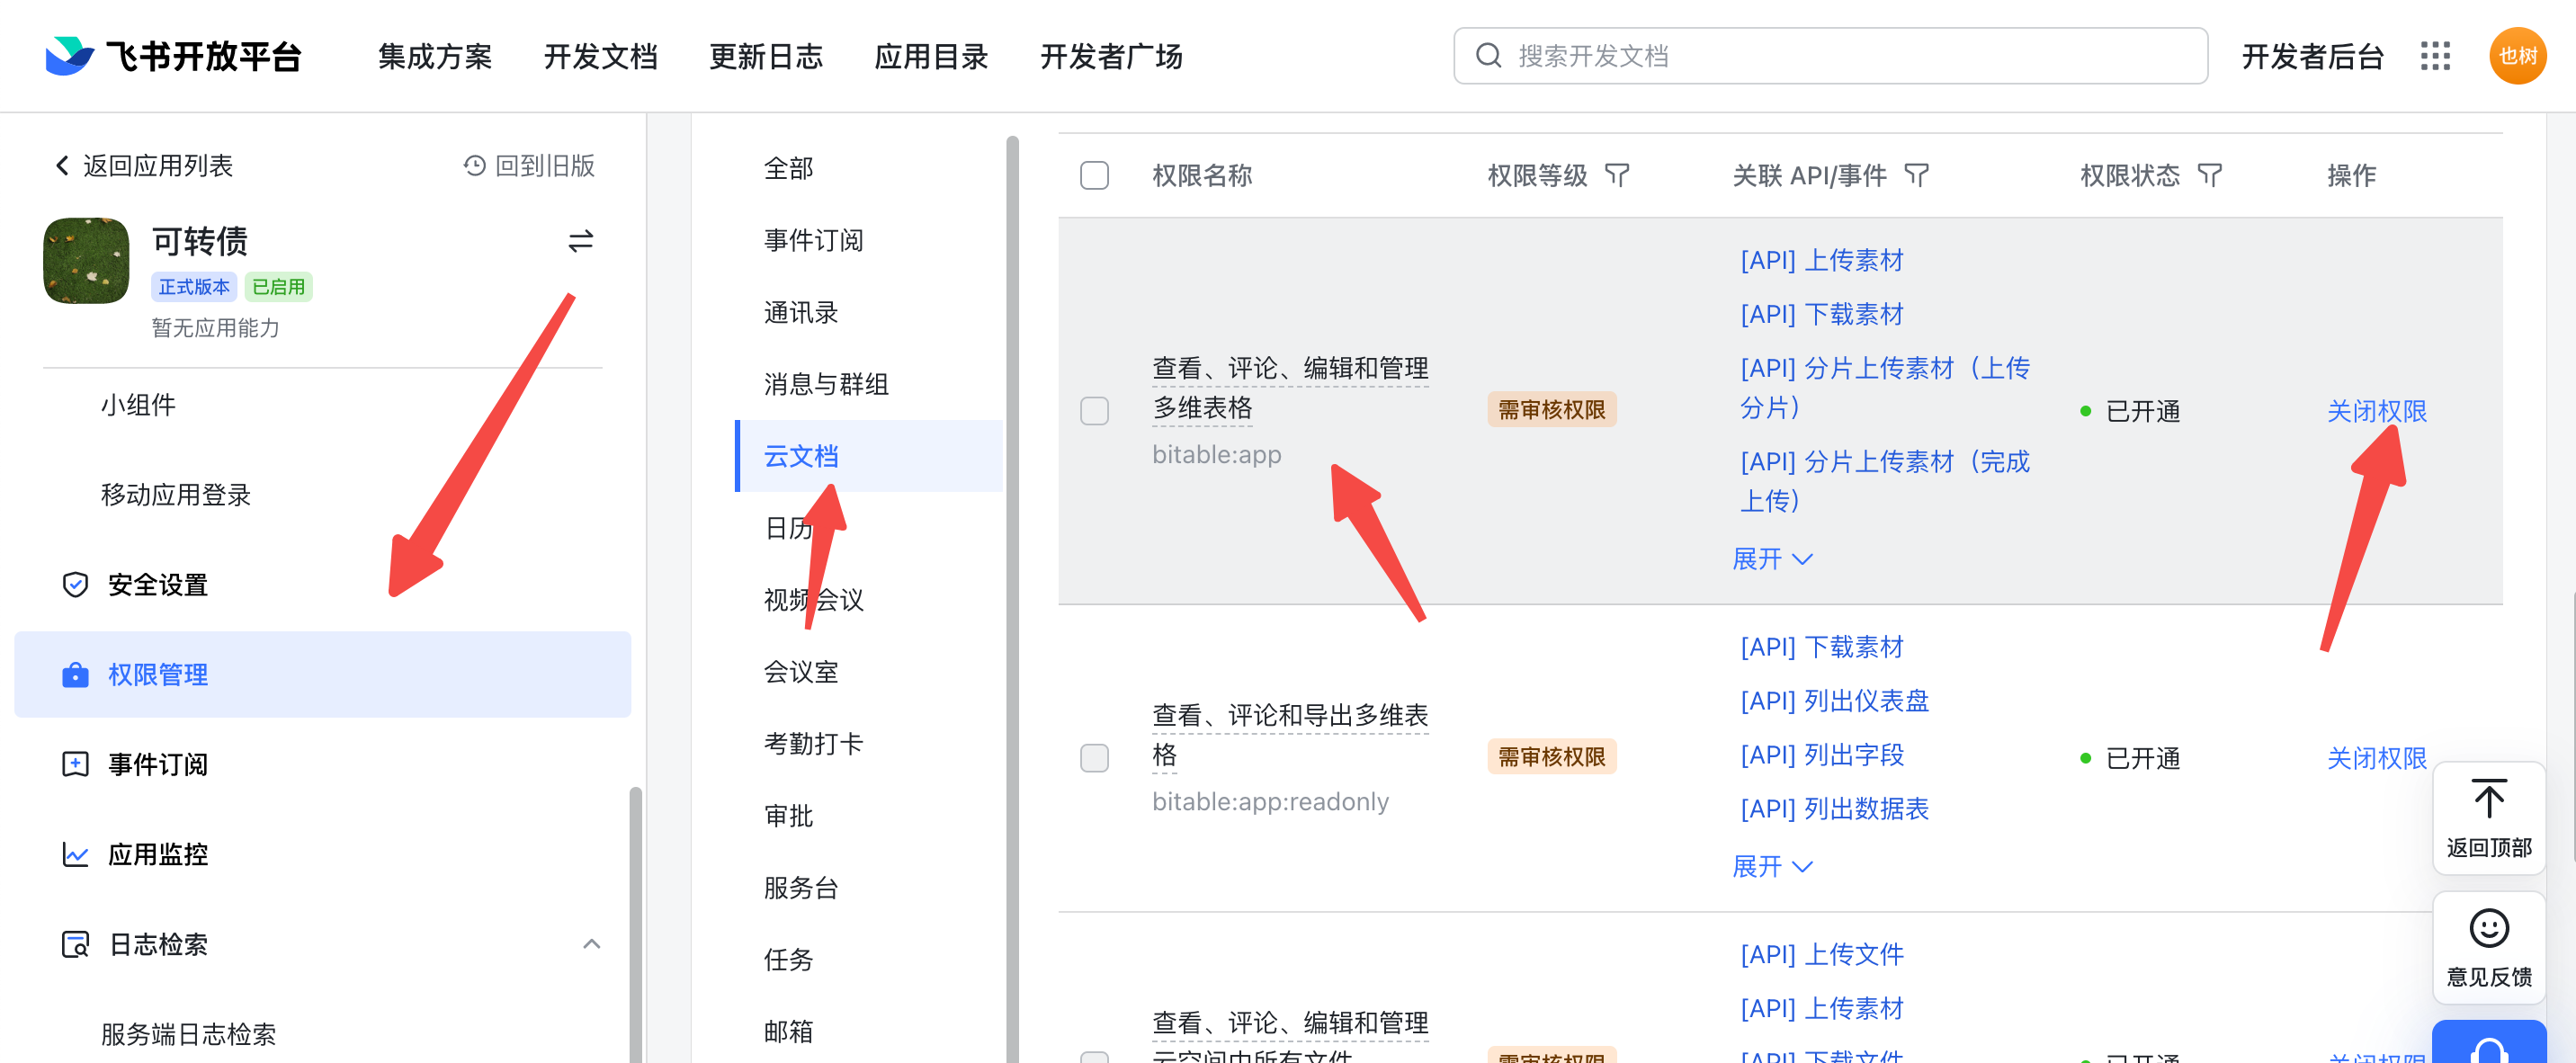 飞书开放平台
集成方案
开发文档
更新日志
应用目录
开发者广场
搜索开发文档
开发者后台
也树
返回应用列表
回到旧版
可转债
正式版本
已启用
暂无应用能力
小组件
移动应用登录
安全设置
权限管理
事件订阅
应用监控
日志检索
服务端日志检索
全部
事件订阅
通讯录
消息与群组
云文档
日历
视频会议
会议室
考勤打卡
审批
服务台
任务
邮箱
权限名称
权限等级
关联 API/事件
权限状态
操作
查看、评论、编辑和管理
多维表格
bitable:app
需审核权限
[API] 上传素材
[API] 下载素材
[API] 分片上传素材（上传
分片）
[API] 分片上传素材（完成
上传）
展开
已开通
关闭权限
查看、评论和导出多维表
格
bitable:app:readonly
需审核权限
[API] 下载素材
[API] 列出仪表盘
[API] 列出字段
[API] 列出数据表
展开
已开通
关闭权限
查看、评论、编辑和管理
云空间中所有文件
需审核权限
[API] 上传文件
[API] 上传素材
[API] 下载文件
已开通
关闭权限
返回顶部
意见反馈